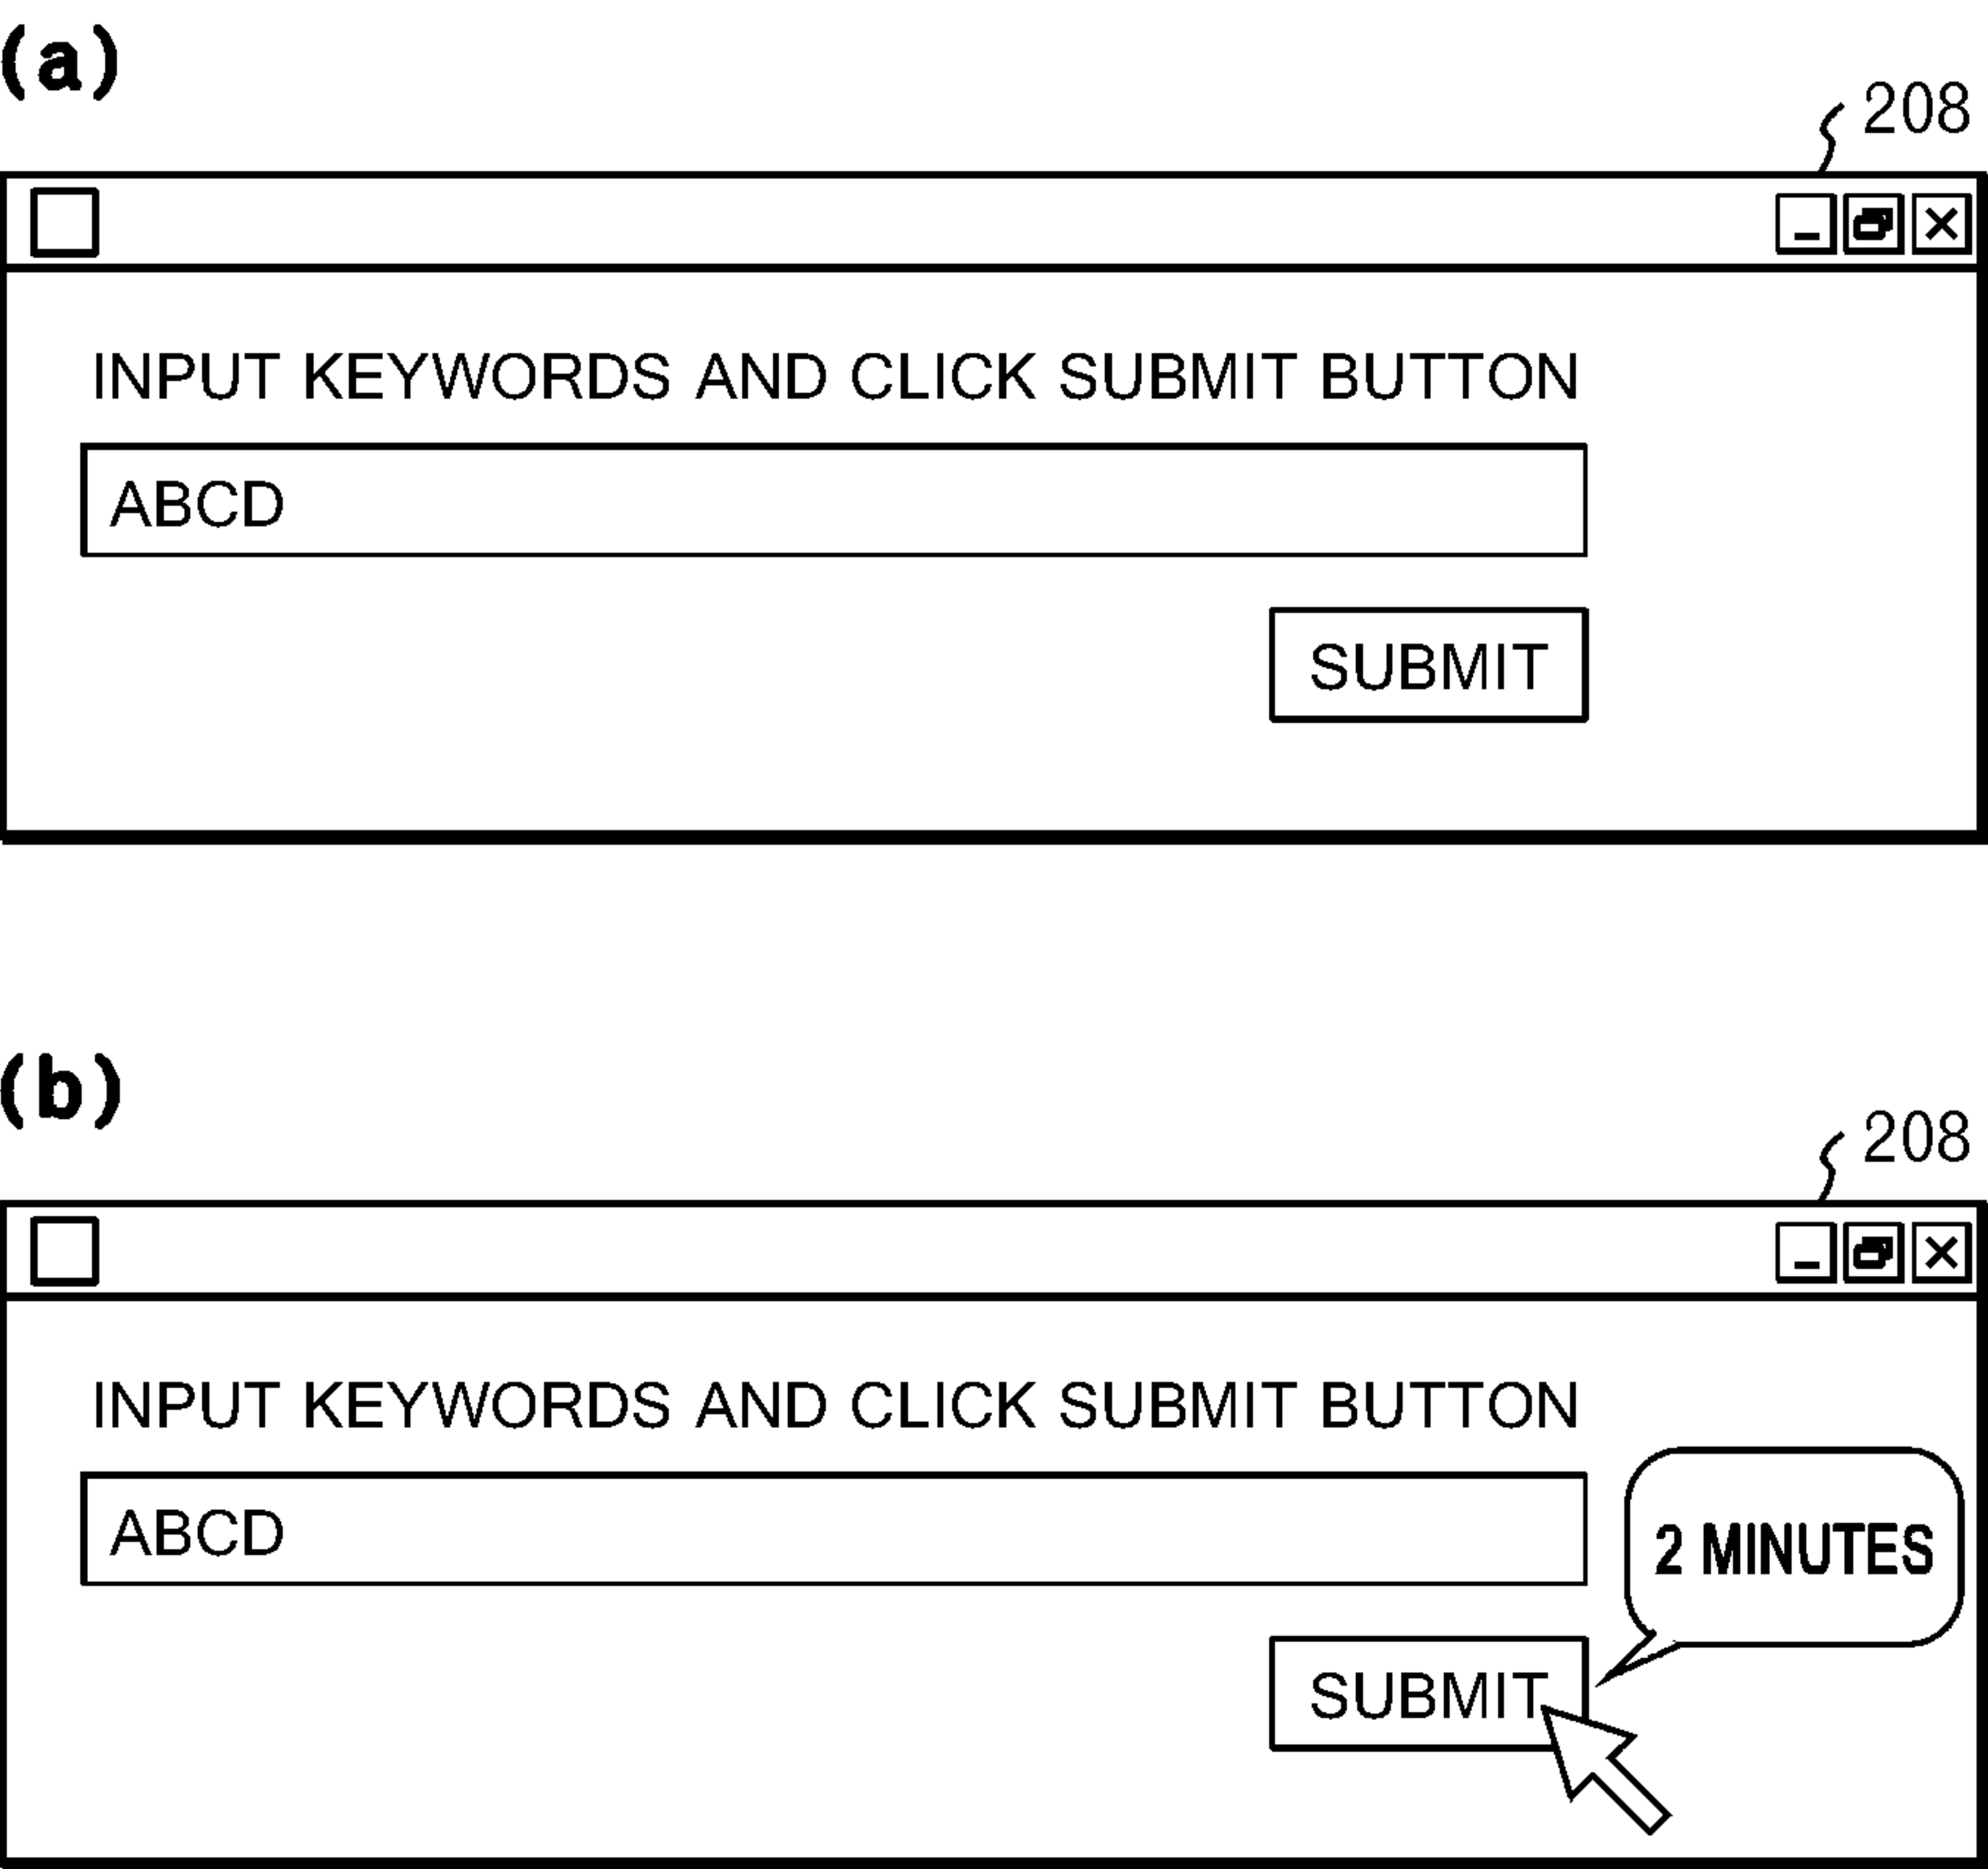 (a)
208
INPUT KEYWORDS AND CLICK SUBMIT BUTTON
ABCD
SUBMIT
(b)
208
INPUT KEYWORDS AND CLICK SUBMIT BUTTON
ABCD
2 MINUTES
SUBMIT